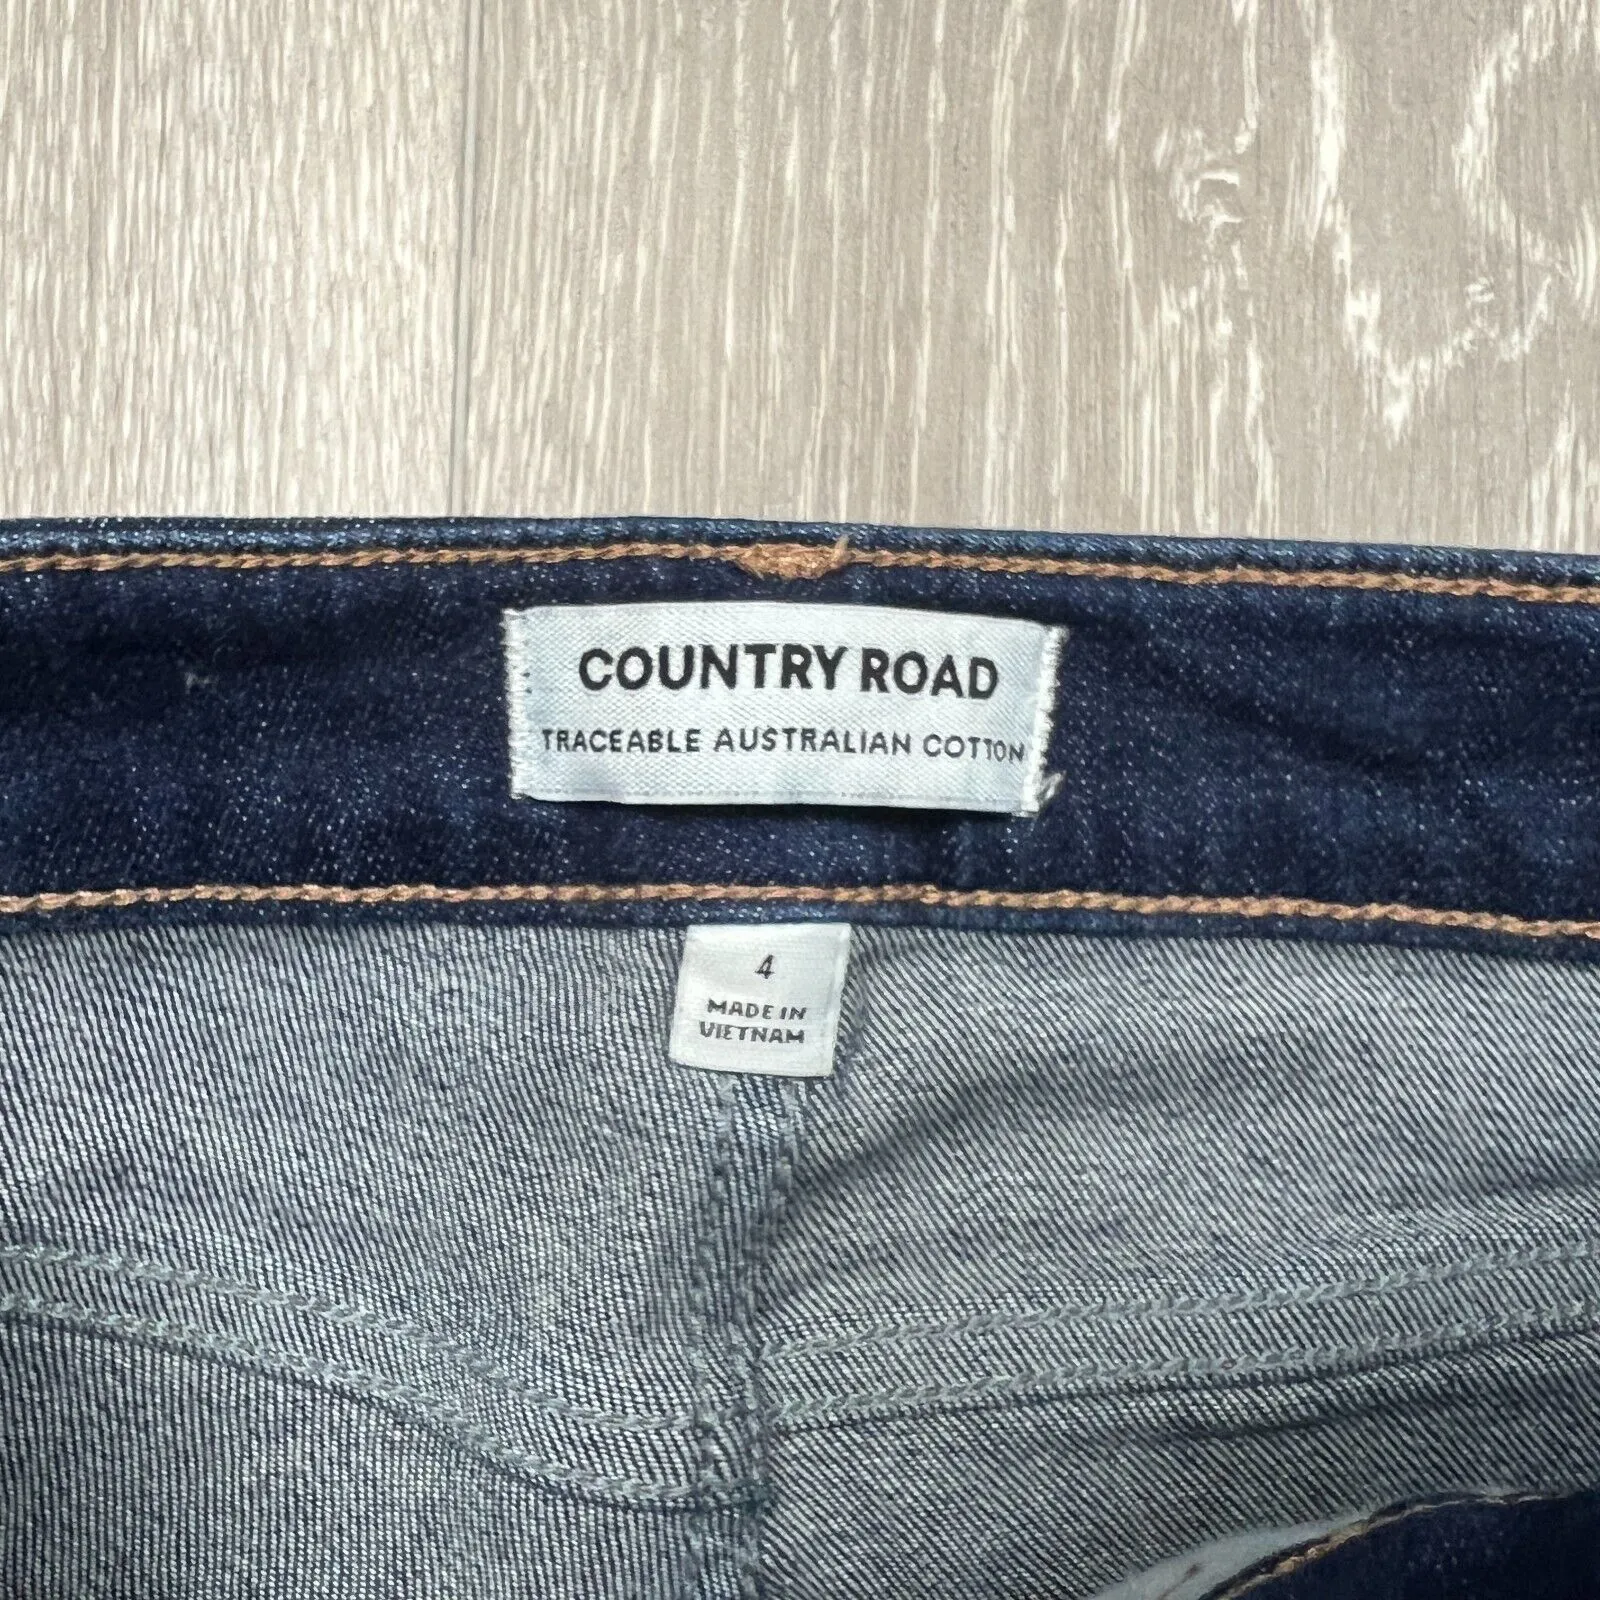 COUNTRY ROAD
TRACEABLE AUSTRALIAN COTTON
4
MADE IN
VIETNAM